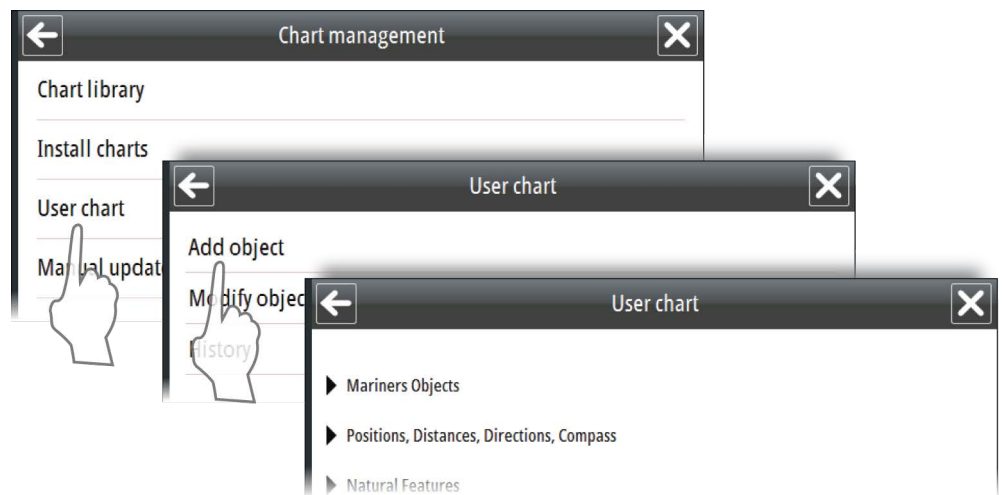 Chart management
Chart library
Install charts
User chart
Manual updat
User chart
Add object
Modify objec
History
User chart
Mariners Objects
Positions, Distances, Directions, Compass
Natural Features